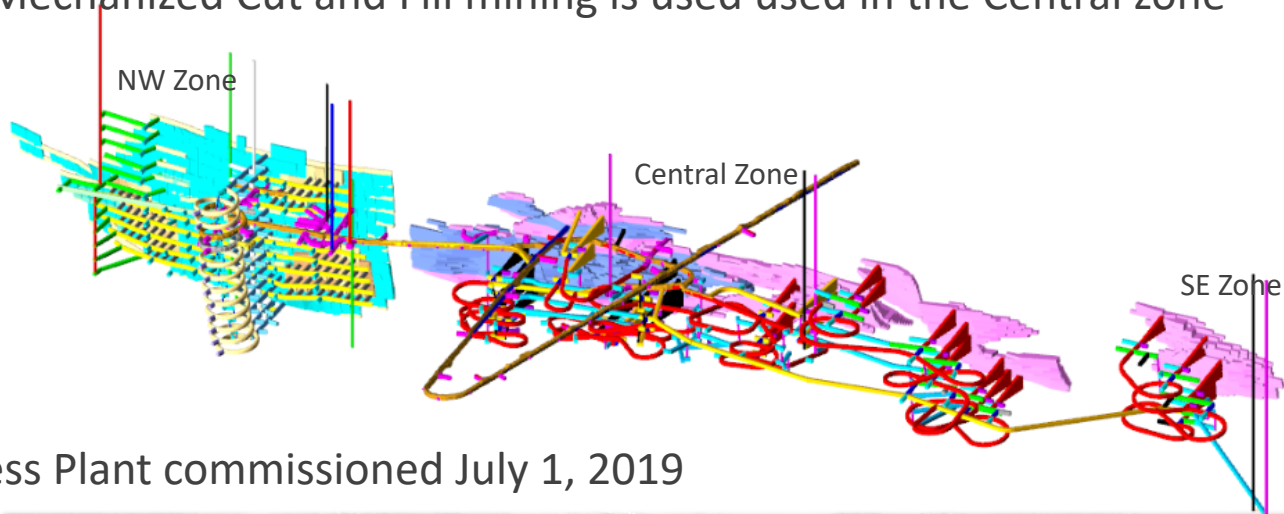 Mechanized Cut and Fill mining is used used in the Central zone
NW Zone
Central Zone
SE Zone
ess Plant commissioned July 1, 2019